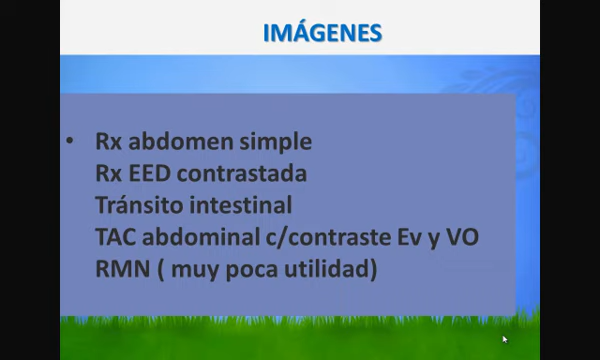 IMÁGENES
• Rx abdomen simple
Rx EED contrastada
Tránsito intestinal
TAC abdominal c/contraste Ev y VO
RMN ( muy poca utilidad)